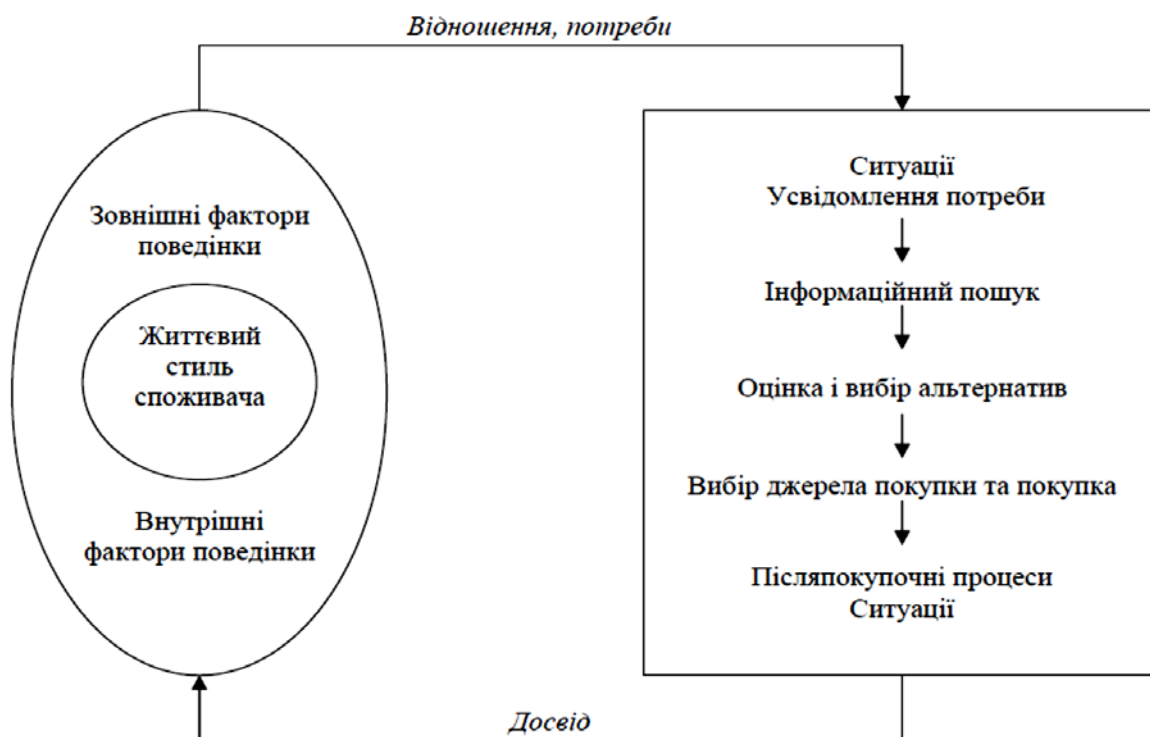 Відношення, потреби
Зовнішні фактори
поведінки
Життєвий
стиль
споживача
Внутрішні
фактори поведінки
Ситуації
Усвідомлення потреби
Інформаційний пошук
Оцінка і вибір альтернатив
Вибір джерела покупки та покупка
Післяпокупочні процеси
Ситуації
Досвід